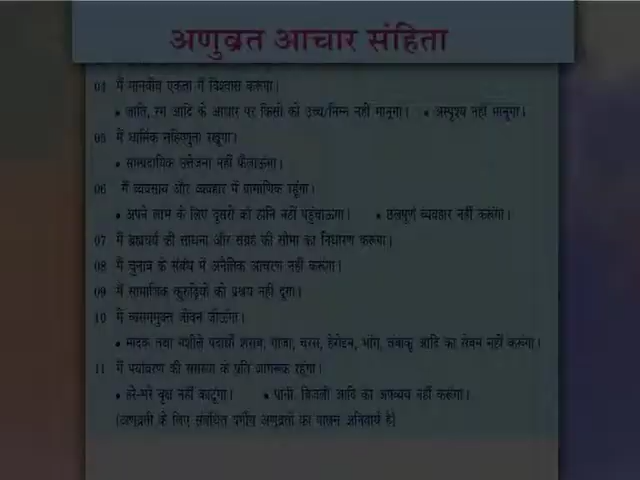 अणुव्रत आचार संहिता
04 मैं मानवीय एकता में विश्वास करूंगा।
• जाति, रंग आदि के आधार पर किसी को उच्च/निम्न नहीं मानूंगा। • अस्पृश्य नहीं मानूंगा।
05 मैं धार्मिक सहिष्णुता रखूंगा।
• साम्प्रदायिक उत्तेजना नहीं फैलाऊंगा।
06 मैं व्यवसाय और व्यवहार में प्रामाणिक रहूंगा।
• अपने लाभ के लिए दूसरों को हानि नहीं पहुंचाऊंगा। • छलपूर्ण व्यवहार नहीं करूंगा।
07 मैं ब्रह्मचर्य की साधना और संग्रह की सीमा का निर्धारण करूंगा।
08 मैं चुनाव के संबंध में अनैतिक आचरण नहीं करूंगा।
09 मैं सामाजिक कुरूढ़ियों को प्रश्रय नहीं दूंगा।
10 मैं व्यसनमुक्त जीवन जीऊंगा।
• मादक तथा नशीले पदार्थों शराब, गांजा, चरस, हेरोइन, भांग, तंबाकू आदि का सेवन नहीं करूंगा।
11 मैं पर्यावरण की समस्या के प्रति जागरूक रहूंगा।
• हरे-भरे वृक्ष नहीं काटूंगा। • पानी, बिजली आदि का अपव्यय नहीं करूंगा।
(अणुव्रती के लिए संबंधित वर्गीय अणुव्रतों का पालन अनिवार्य है)